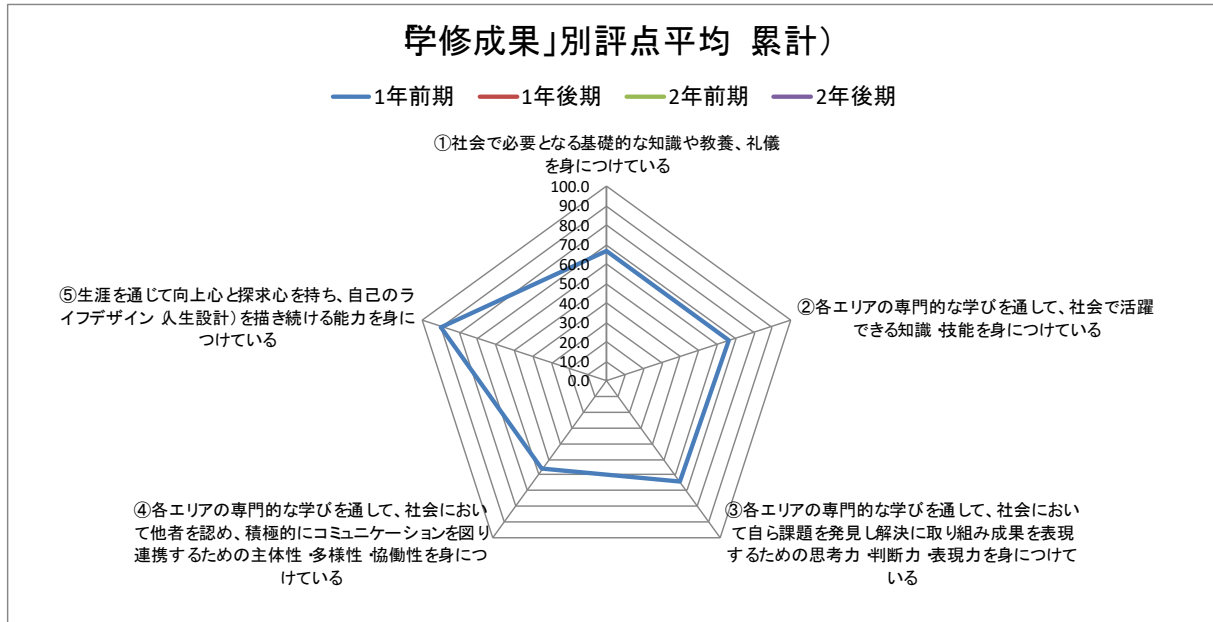 「学修成果」別評点平均 累計）
1年前期 1年後期 2年前期 2年後期
①社会で必要となる基礎的な知識や教養、礼儀
を身につけている
100.0
90.0
80.0
70.0
60.0
50.0
40.0
30.0
20.0
10.0
0.0
②各エリアの専門的な学びを通して、社会で活躍
できる知識・技能を身につけている
③各エリアの専門的な学びを通して、社会において
自ら課題を発見し解決に取り組み成果を表現
するための思考力・判断力・表現力を身につけて
いる
④各エリアの専門的な学びを通して、社会におい
て他者を認め、積極的にコミュニケーションを図り
連携するための主体性・多様性・協働性を身につ
けている
⑤生涯を通じて向上心と探求心を持ち、自己のラ
イフデザイン（人生設計）を描き続ける能力を身に
つけている